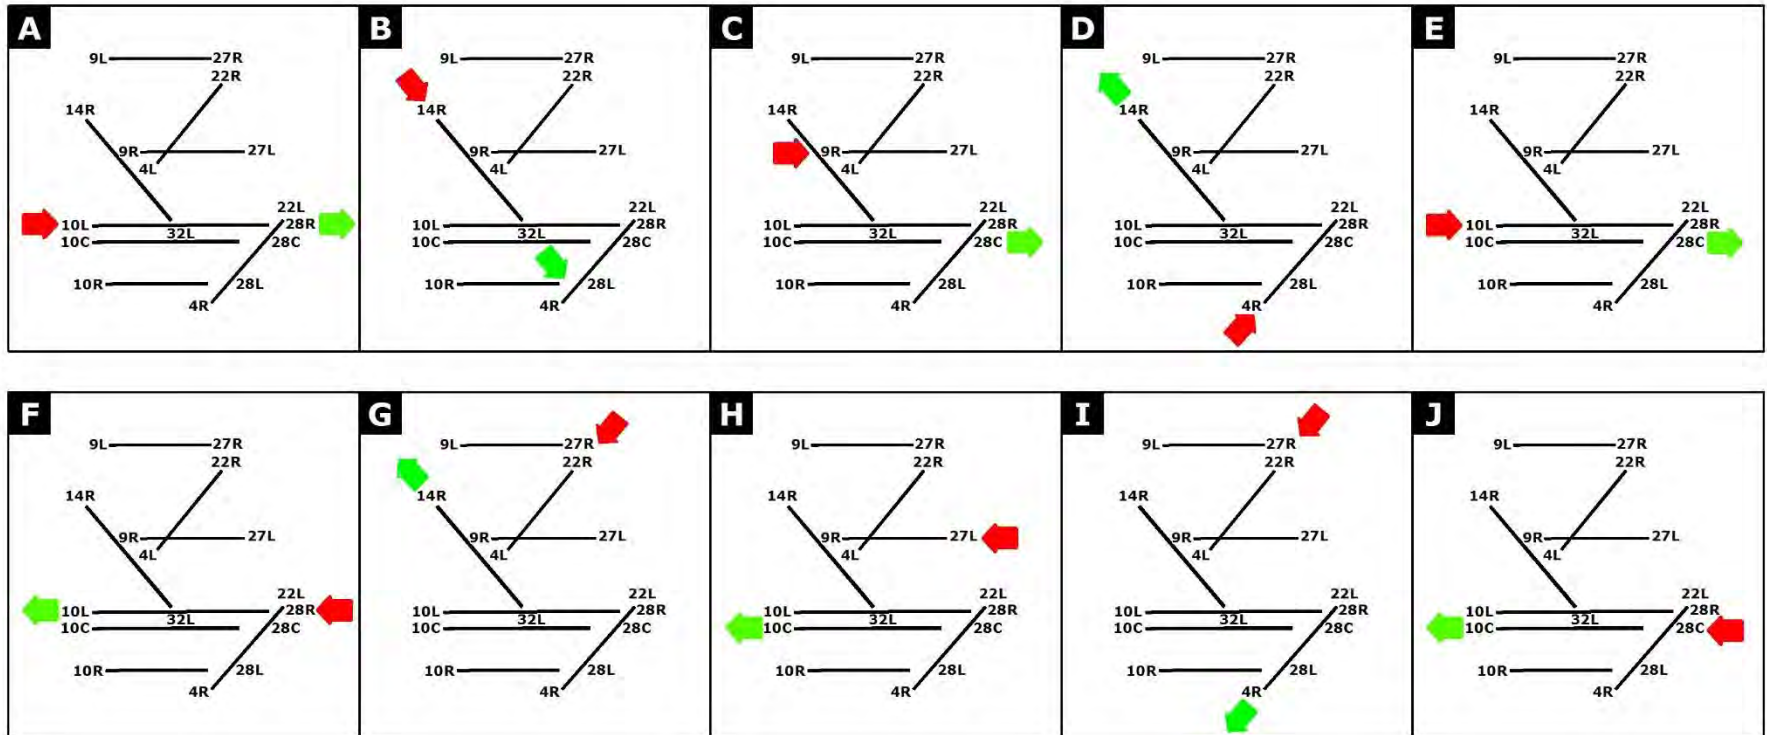 A B C D E
9L 27R 9L 27R 9L 27R 9L 27R 9L 27R
22R 22R 22R 22R 22R
14R 14R 14R 14R 14R
9R 27L 9R 27L 9R 27L 9R 27L 9R 27L
4L 4L 4L 4L 4L
22L 22L 22L 22L 22L
10L 28R 10L 28R 10L 28R 10L 28R 10L 28R
32L 32L 32L 32L 32L
10C 28C 10C 28C 10C 28C 10C 28C 10C 28C
10R 28L 10R 28L 10R 28L 10R 28L 10R 28L
4R 4R 4R 4R 4R
F G H I J
9L 27R 9L 27R 9L 27R 9L 27R 9L 27R
22R 22R 22R 22R 22R
14R 14R 14R 14R 14R
9R 27L 9R 27L 9R 27L 9R 27L 9R 27L
4L 4L 4L 4L 4L
22L 22L 22L 22L 22L
10L 28R 10L 28R 10L 28R 10L 28R 10L 28R
32L 32L 32L 32L 32L
10C 28C 10C 28C 10C 28C 10C 28C 10C 28C
10R 28L 10R 28L 10R 28L 10R 28L 10R 28L
4R 4R 4R 4R 4R